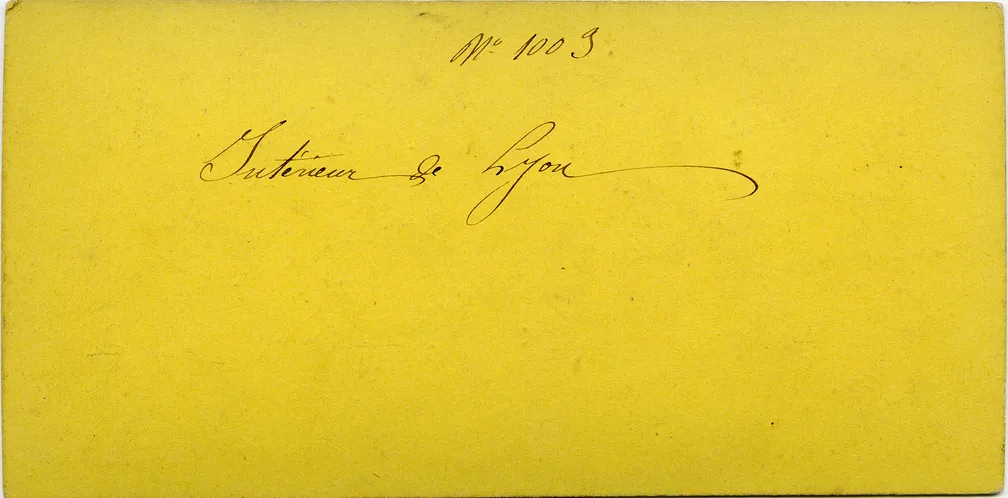 Nº 1003
Intérieur de Lyon